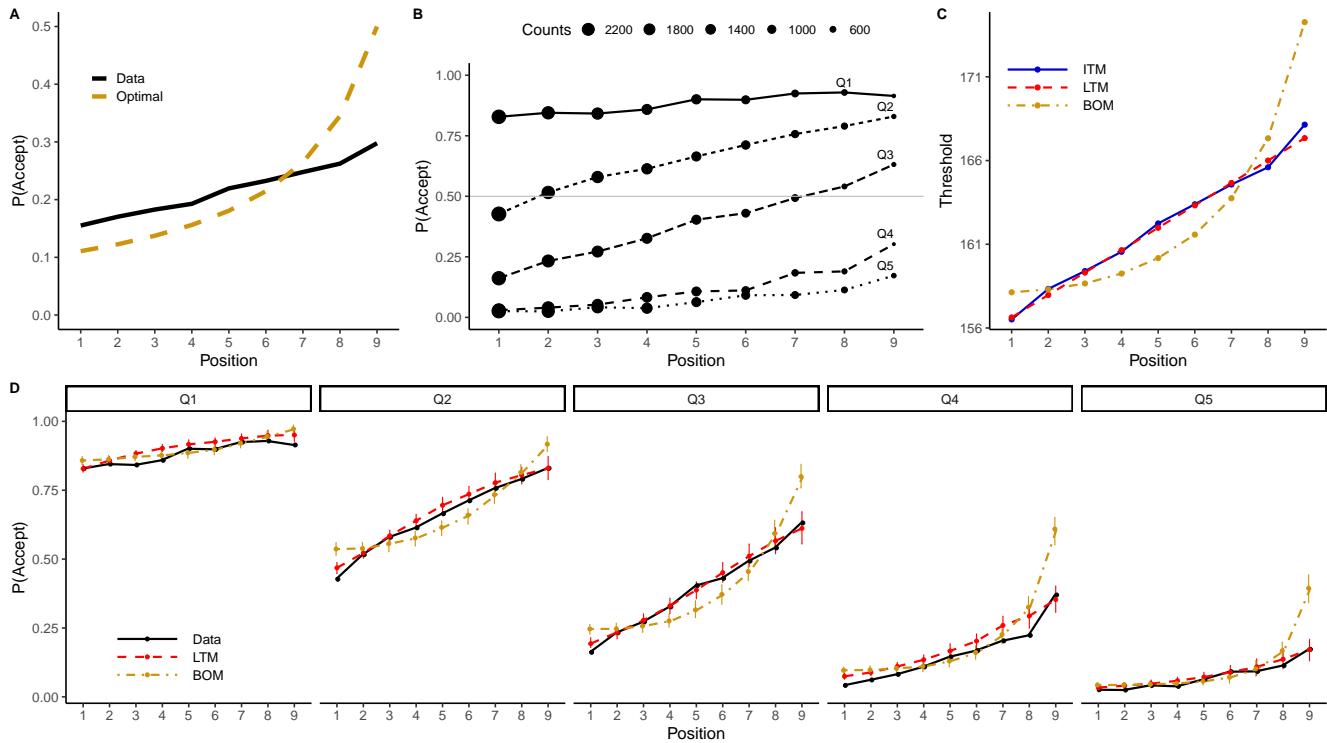 A
0.5
0.4
0.3
0.2
0.1
0.0
P(Accept)
Data
Optimal
1 2 3 4 5 6 7 8 9
Position
B
Counts 2200 1800 1400 1000 600
1.00
0.75
0.50
0.25
0.00
P(Accept)
Q1
Q2
Q3
Q4
Q5
1 2 3 4 5 6 7 8 9
Position
C
171
166
161
156
Threshold
ITM
LTM
BOM
1 2 3 4 5 6 7 8 9
Position
D
Q1 Q2 Q3 Q4 Q5
1.00
0.75
0.50
0.25
0.00
P(Accept)
Data
LTM
BOM
1 2 3 4 5 6 7 8 9 1 2 3 4 5 6 7 8 9 1 2 3 4 5 6 7 8 9 1 2 3 4 5 6 7 8 9 1 2 3 4 5 6 7 8 9
Position